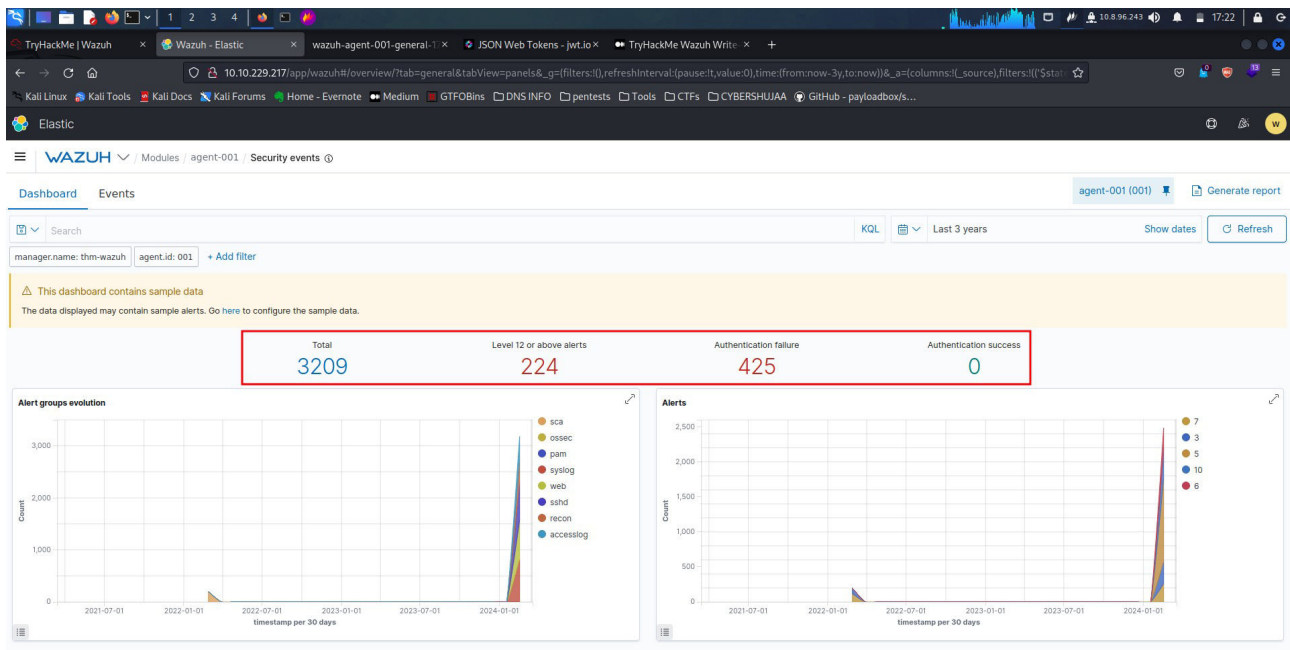 1 2 3 4
10.8.96.243 17:22
TryHackMe | Wazuh
Wazuh - Elastic
wazuh-agent-001-general-
JSON Web Tokens - jwt.io
TryHackMe Wazuh Write-
10.10.229.217/app/wazuh#/overview/?tab=general&tabView=panels&_g=(filters:!(),refreshInterval:(pause:!t,value:0),time:(from:now-3y,to:now))&_a=(columns:!(_source),filters:!(('$stat
Kali Linux Kali Tools Kali Docs Kali Forums Home - Evernote Medium GTFOBins DNS INFO pentests Tools CTFs CYBERSHUJAA GitHub - payloadbox/s...
Elastic
W
WAZUH / Modules / agent-001 / Security events
Dashboard Events
agent-001 (001) Generate report
Search KQL Last 3 years Show dates Refresh
manager.name: thm-wazuh agent.id: 001 + Add filter
This dashboard contains sample data
The data displayed may contain sample alerts. Go here to configure the sample data.
Total Level 12 or above alerts Authentication failure Authentication success
3209 224 425 0
Alert groups evolution
3,000
2,000
1,000
0
Count
2021-07-01 2022-01-01 2022-07-01 2023-01-01 2023-07-01 2024-01-01
timestamp per 30 days
sca
ossec
pam
syslog
web
sshd
recon
accesslog
Alerts
2,500
2,000
1,500
1,000
500
0
Count
2021-07-01 2022-01-01 2022-07-01 2023-01-01 2023-07-01 2024-01-01
timestamp per 30 days
7
3
5
10
6